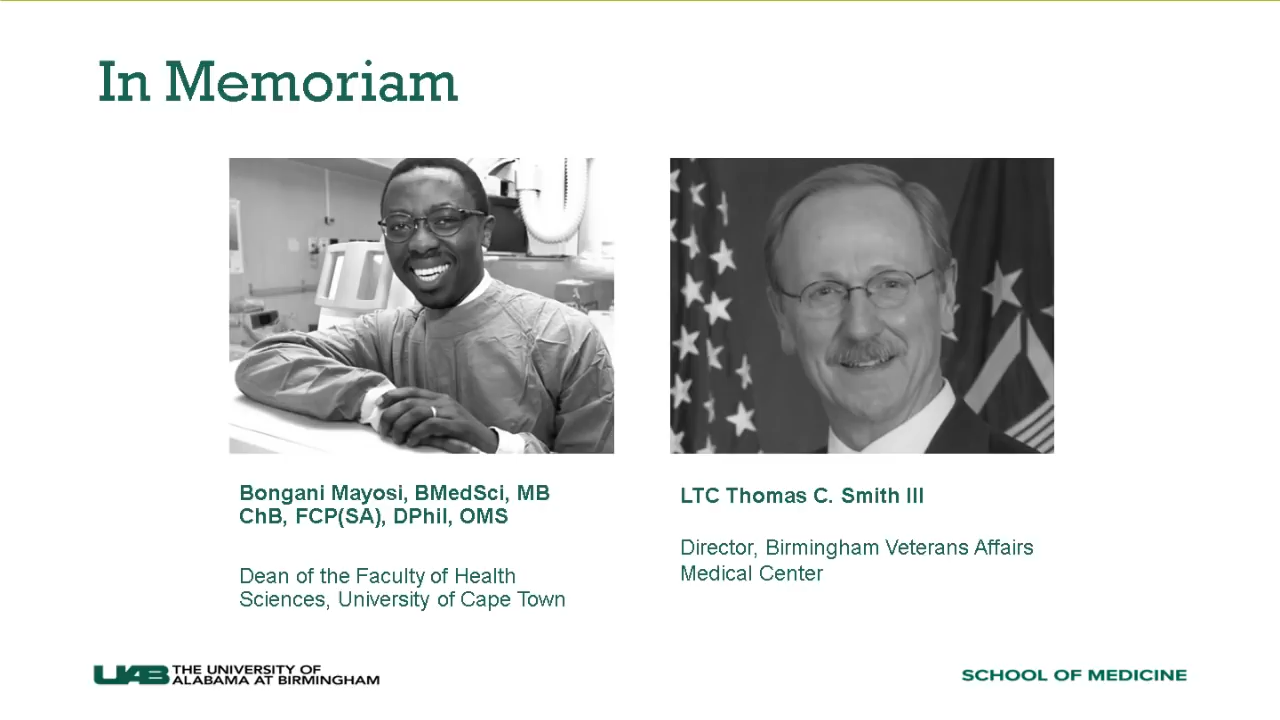 In Memoriam
Bongani Mayosi, BMedSci, MB
ChB, FCP(SA), DPhil, OMS
Dean of the Faculty of Health
Sciences, University of Cape Town
LTC Thomas C. Smith III
Director, Birmingham Veterans Affairs
Medical Center
UAB THE UNIVERSITY OF
ALABAMA AT BIRMINGHAM
SCHOOL OF MEDICINE